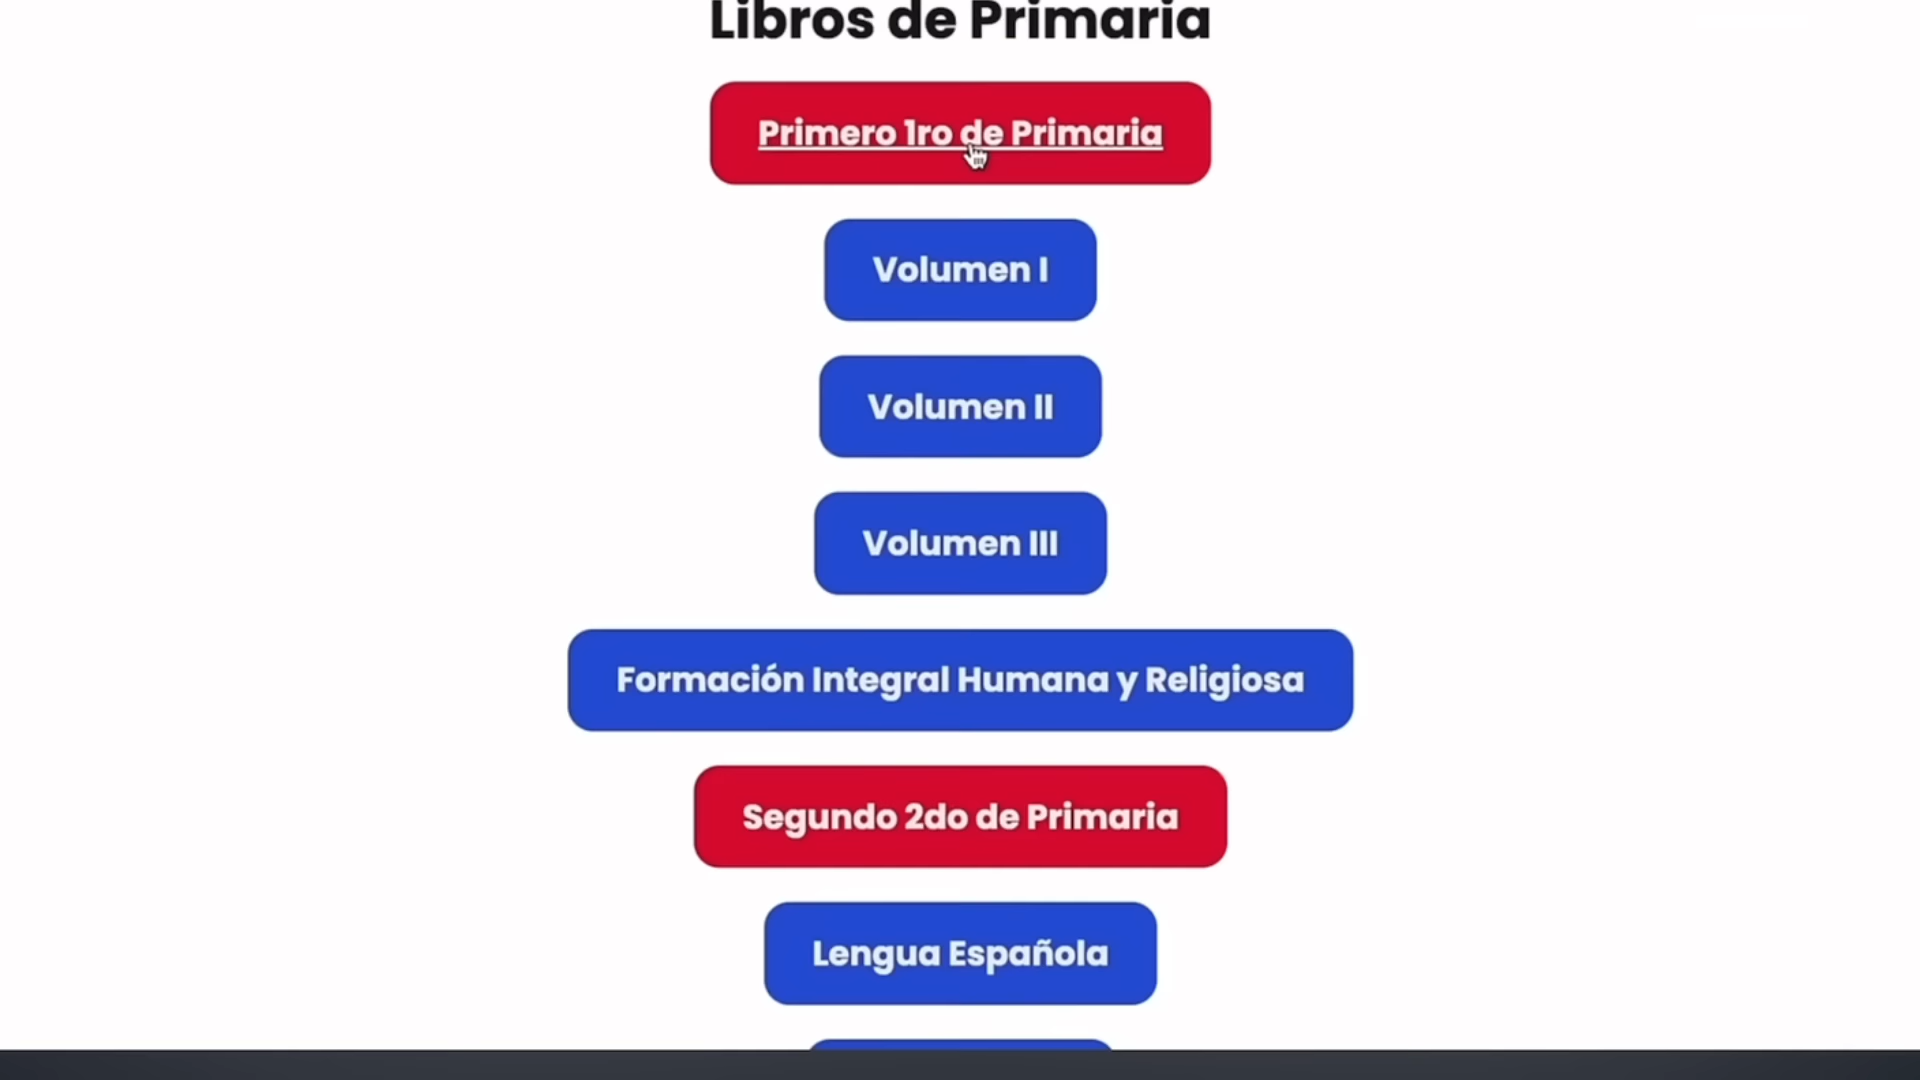 Libros de Primaria
Primero 1ro de Primaria
Volumen I
Volumen II
Volumen III
Formación Integral Humana y Religiosa
Segundo 2do de Primaria
Lengua Española